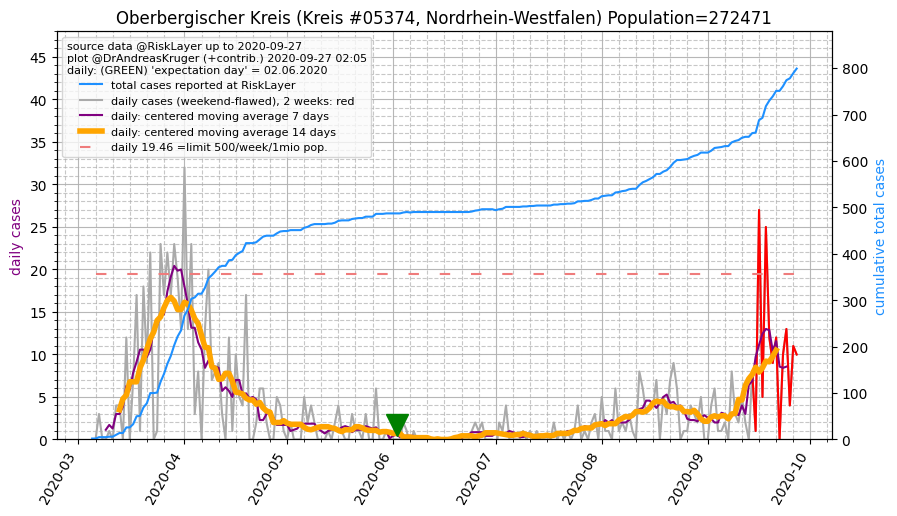 Oberbergischer Kreis (Kreis #05374, Nordrhein-Westfalen) Population=272471
source data @RiskLayer up to 2020-09-27
plot @DrAndreasKruger (+contrib.) 2020-09-27 02:05
daily: (GREEN) 'expectation day' = 02.06.2020
total cases reported at RiskLayer
daily cases (weekend-flawed), 2 weeks: red
daily: centered moving average 7 days
daily: centered moving average 14 days
daily 19.46 =limit 500/week/1mio pop.
daily cases
45
40
35
30
25
20
15
10
5
0
cumulative total cases
800
700
600
500
400
300
200
100
0
2020-03
2020-04
2020-05
2020-06
2020-07
2020-08
2020-09
2020-10